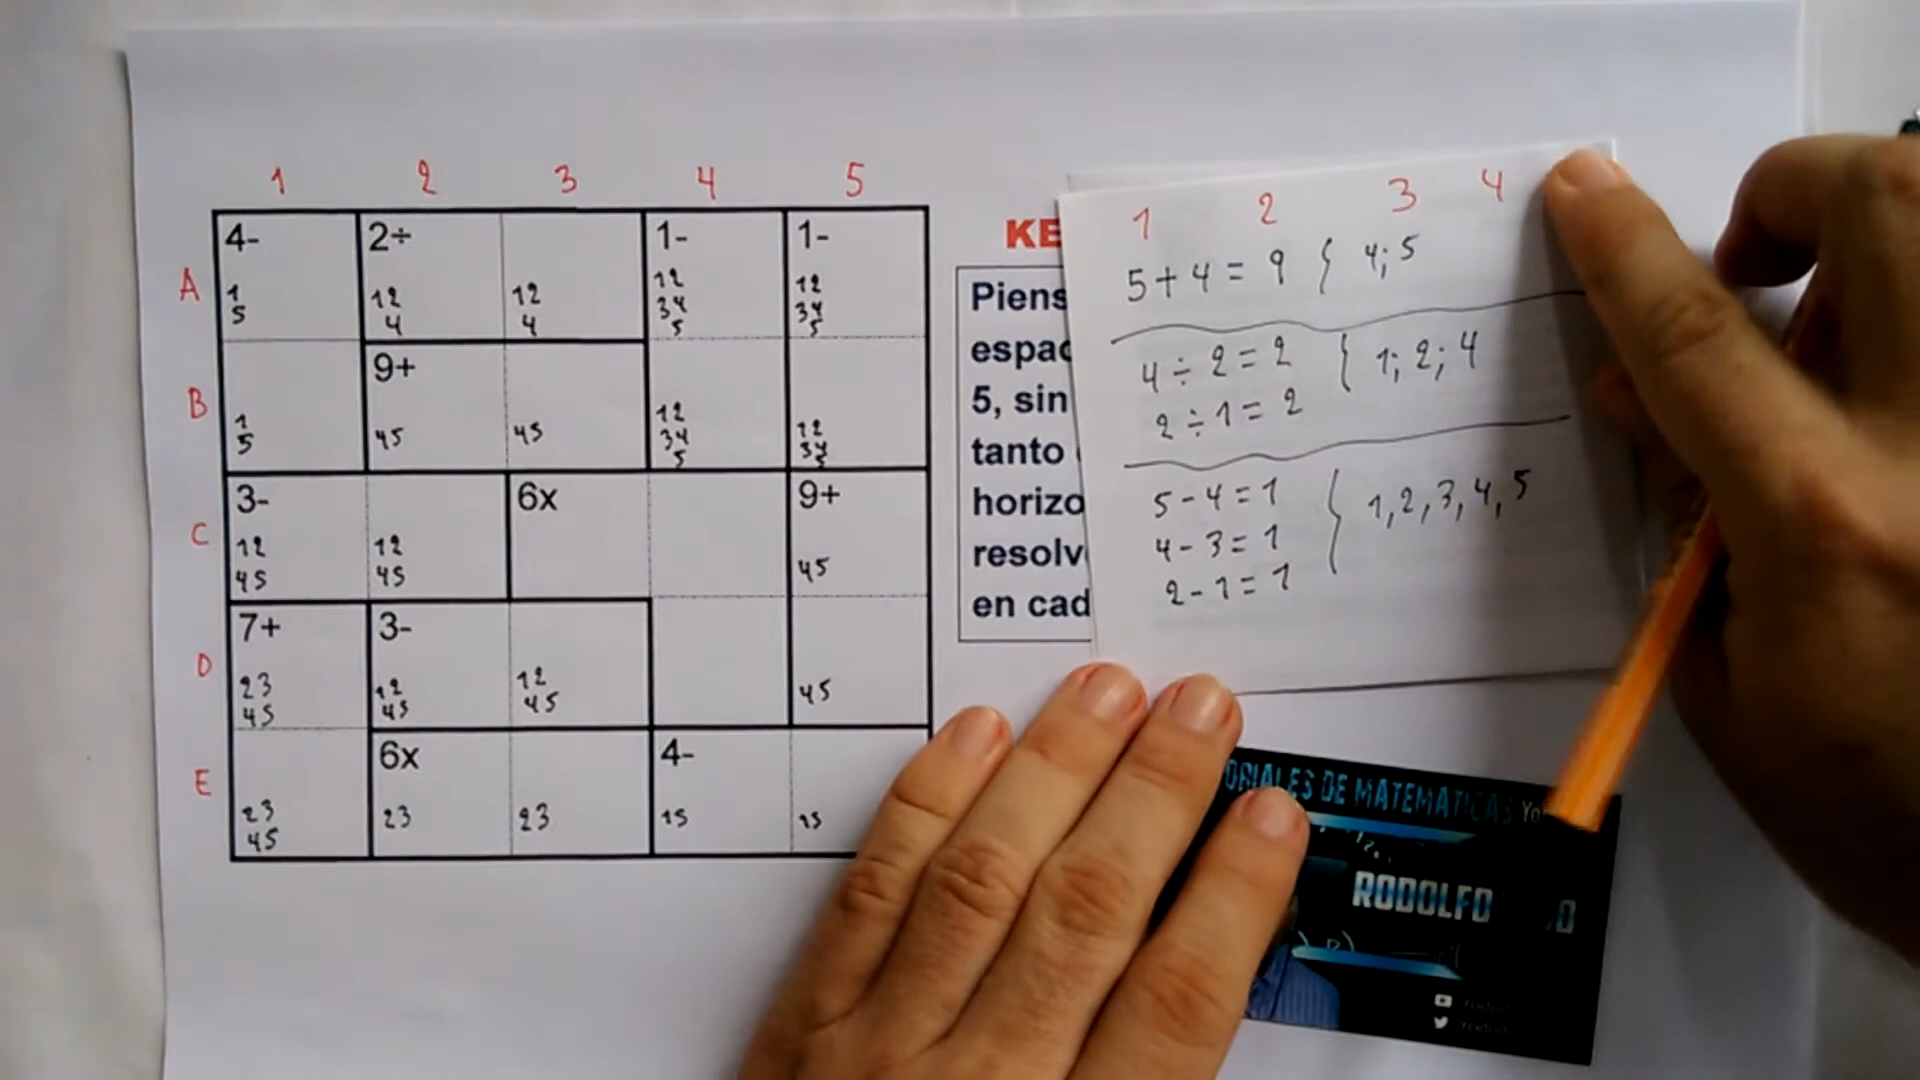 1 2 3 4 5
4- 2÷ 1- 1-
A
1 12 12 12 12
5 4 4 34 34
5 5
9+
B
1 45 45 12 12
5 34 34
5 5
3- 6x 9+
C
12 12
45 45 45
7+ 3-
D
23 12 12 45
45 45 45
6x 4-
E
23 23 23 15 15
45
KE
Piens
espac
5, sin
tanto
horizo
resolv
en cad
1 2 3 4
5 + 4 = 9 { 4; 5
4 ÷ 2 = 2 { 1; 2; 4
2 ÷ 1 = 2
5 - 4 = 1 { 1, 2, 3, 4, 5
4 - 3 = 1
2 - 1 = 1
ORIALES DE MATEMATICAS Yo
RODOLFO